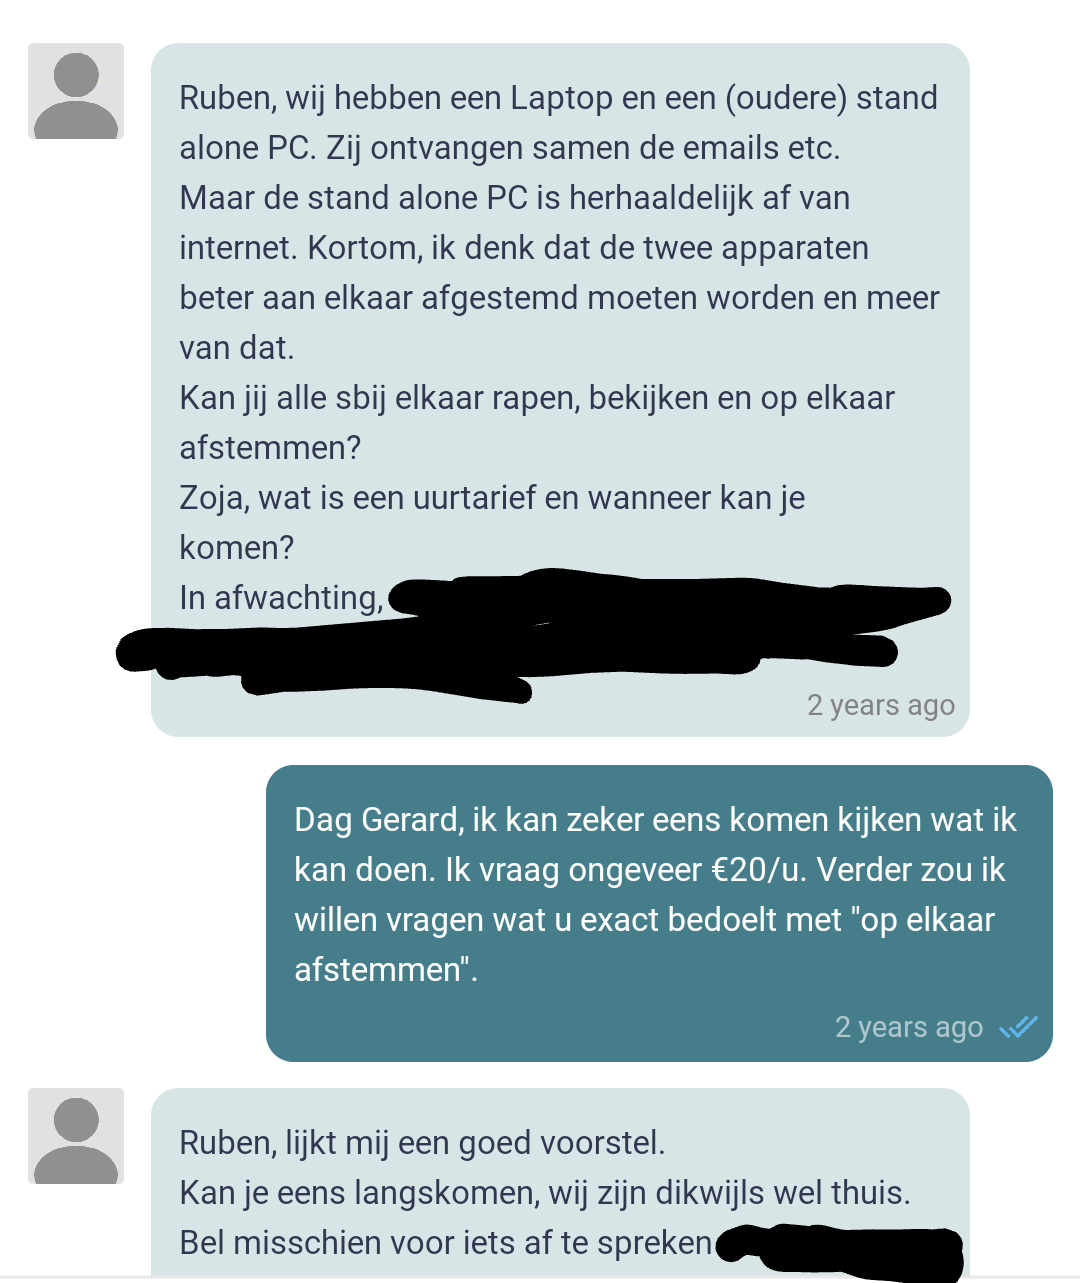 Ruben, wij hebben een Laptop en een (oudere) stand
alone PC. Zij ontvangen samen de emails etc.
Maar de stand alone PC is herhaaldelijk af van
internet. Kortom, ik denk dat de twee apparaten
beter aan elkaar afgestemd moeten worden en meer
van dat.
Kan jij alle sbij elkaar rapen, bekijken en op elkaar
afstemmen?
Zoja, wat is een uurtarief en wanneer kan je
komen?
In afwachting,
2 years ago
Dag Gerard, ik kan zeker eens komen kijken wat ik
kan doen. Ik vraag ongeveer €20/u. Verder zou ik
willen vragen wat u exact bedoelt met "op elkaar
afstemmen".
2 years ago
Ruben, lijkt mij een goed voorstel.
Kan je eens langskomen, wij zijn dikwijls wel thuis.
Bel misschien voor iets af te spreken